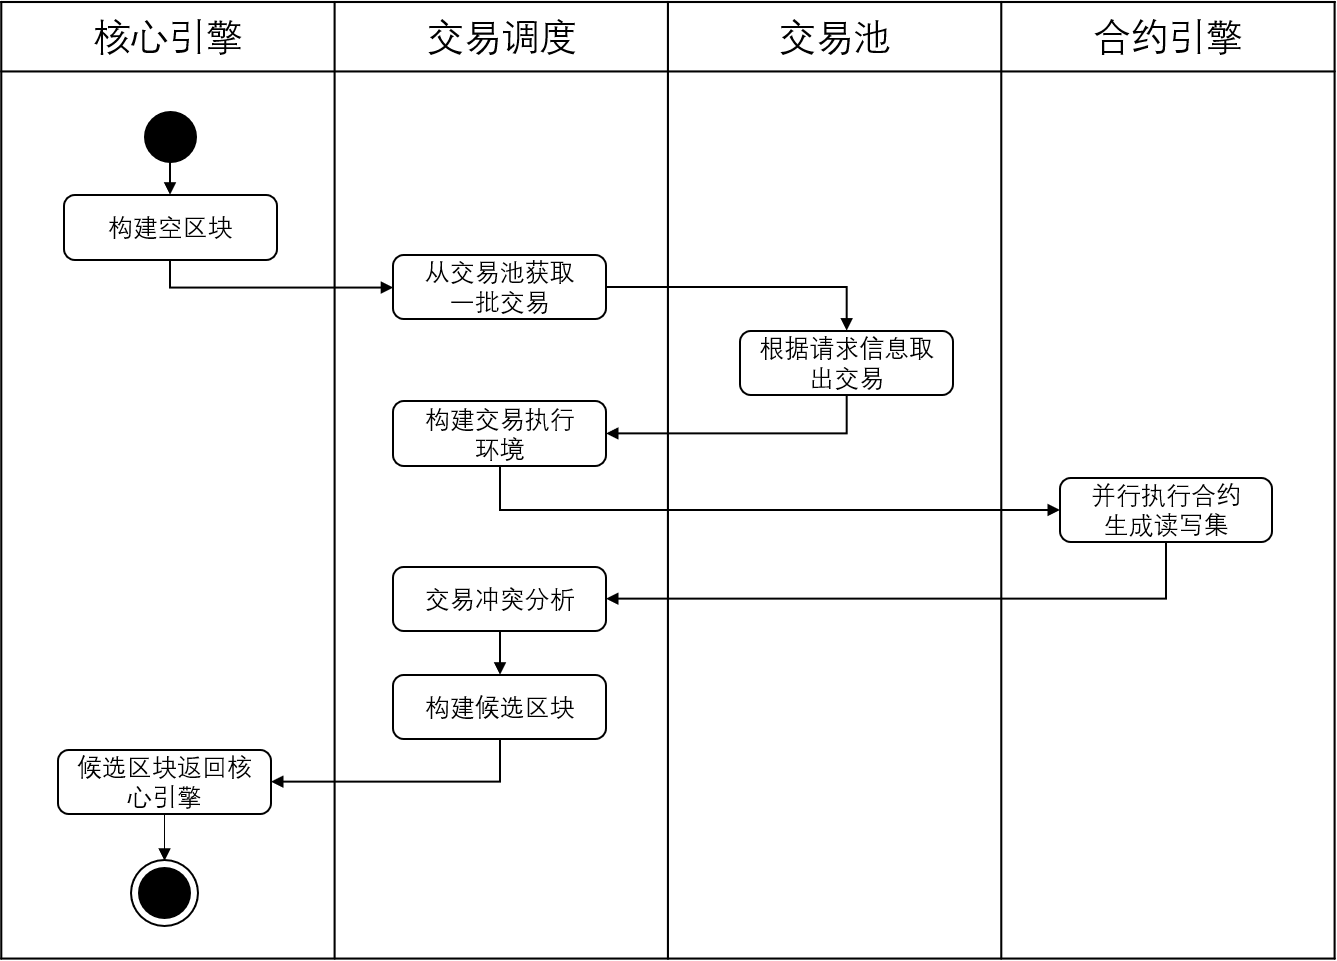 核心引擎
交易调度
交易池
合约引擎
构建空区块
从交易池获取
一批交易
根据请求信息取
出交易
构建交易执行
环境
并行执行合约
生成读写集
交易冲突分析
构建候选区块
候选区块返回核
心引擎